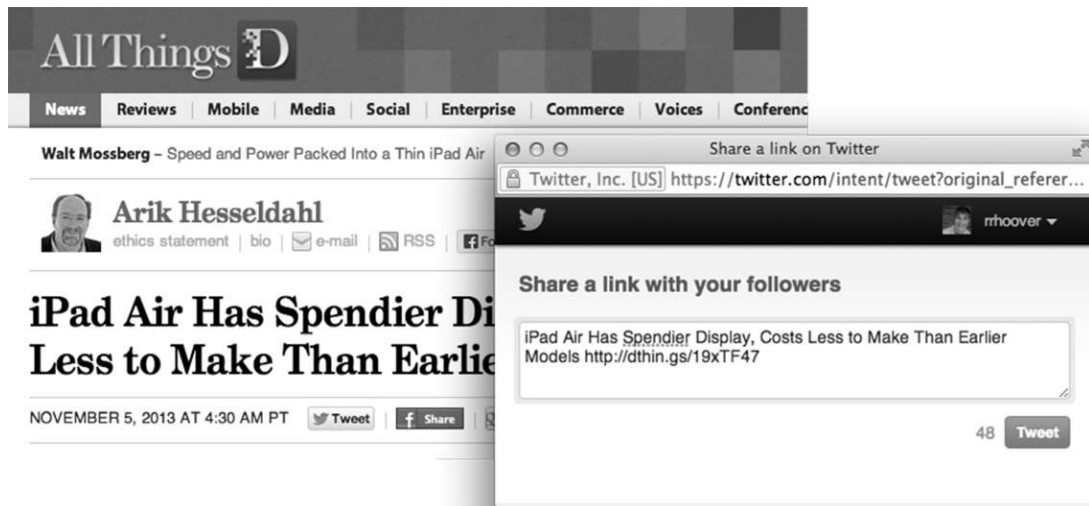 All Things D
News Reviews Mobile Media Social Enterprise Commerce Voices Conferenc
Walt Mossberg – Speed and Power Packed Into a Thin iPad Air
Arik Hesseldahl
ethics statement | bio | e-mail | RSS | Fo
iPad Air Has Spendier Di
Less to Make Than Earlie
NOVEMBER 5, 2013 AT 4:30 AM PT Tweet | Share
Share a link on Twitter
Twitter, Inc. [US] https://twitter.com/intent/tweet?original_referer...
rrhoover
Share a link with your followers
iPad Air Has Spendier Display, Costs Less to Make Than Earlier
Models http://dthin.gs/19xTF47
48 Tweet